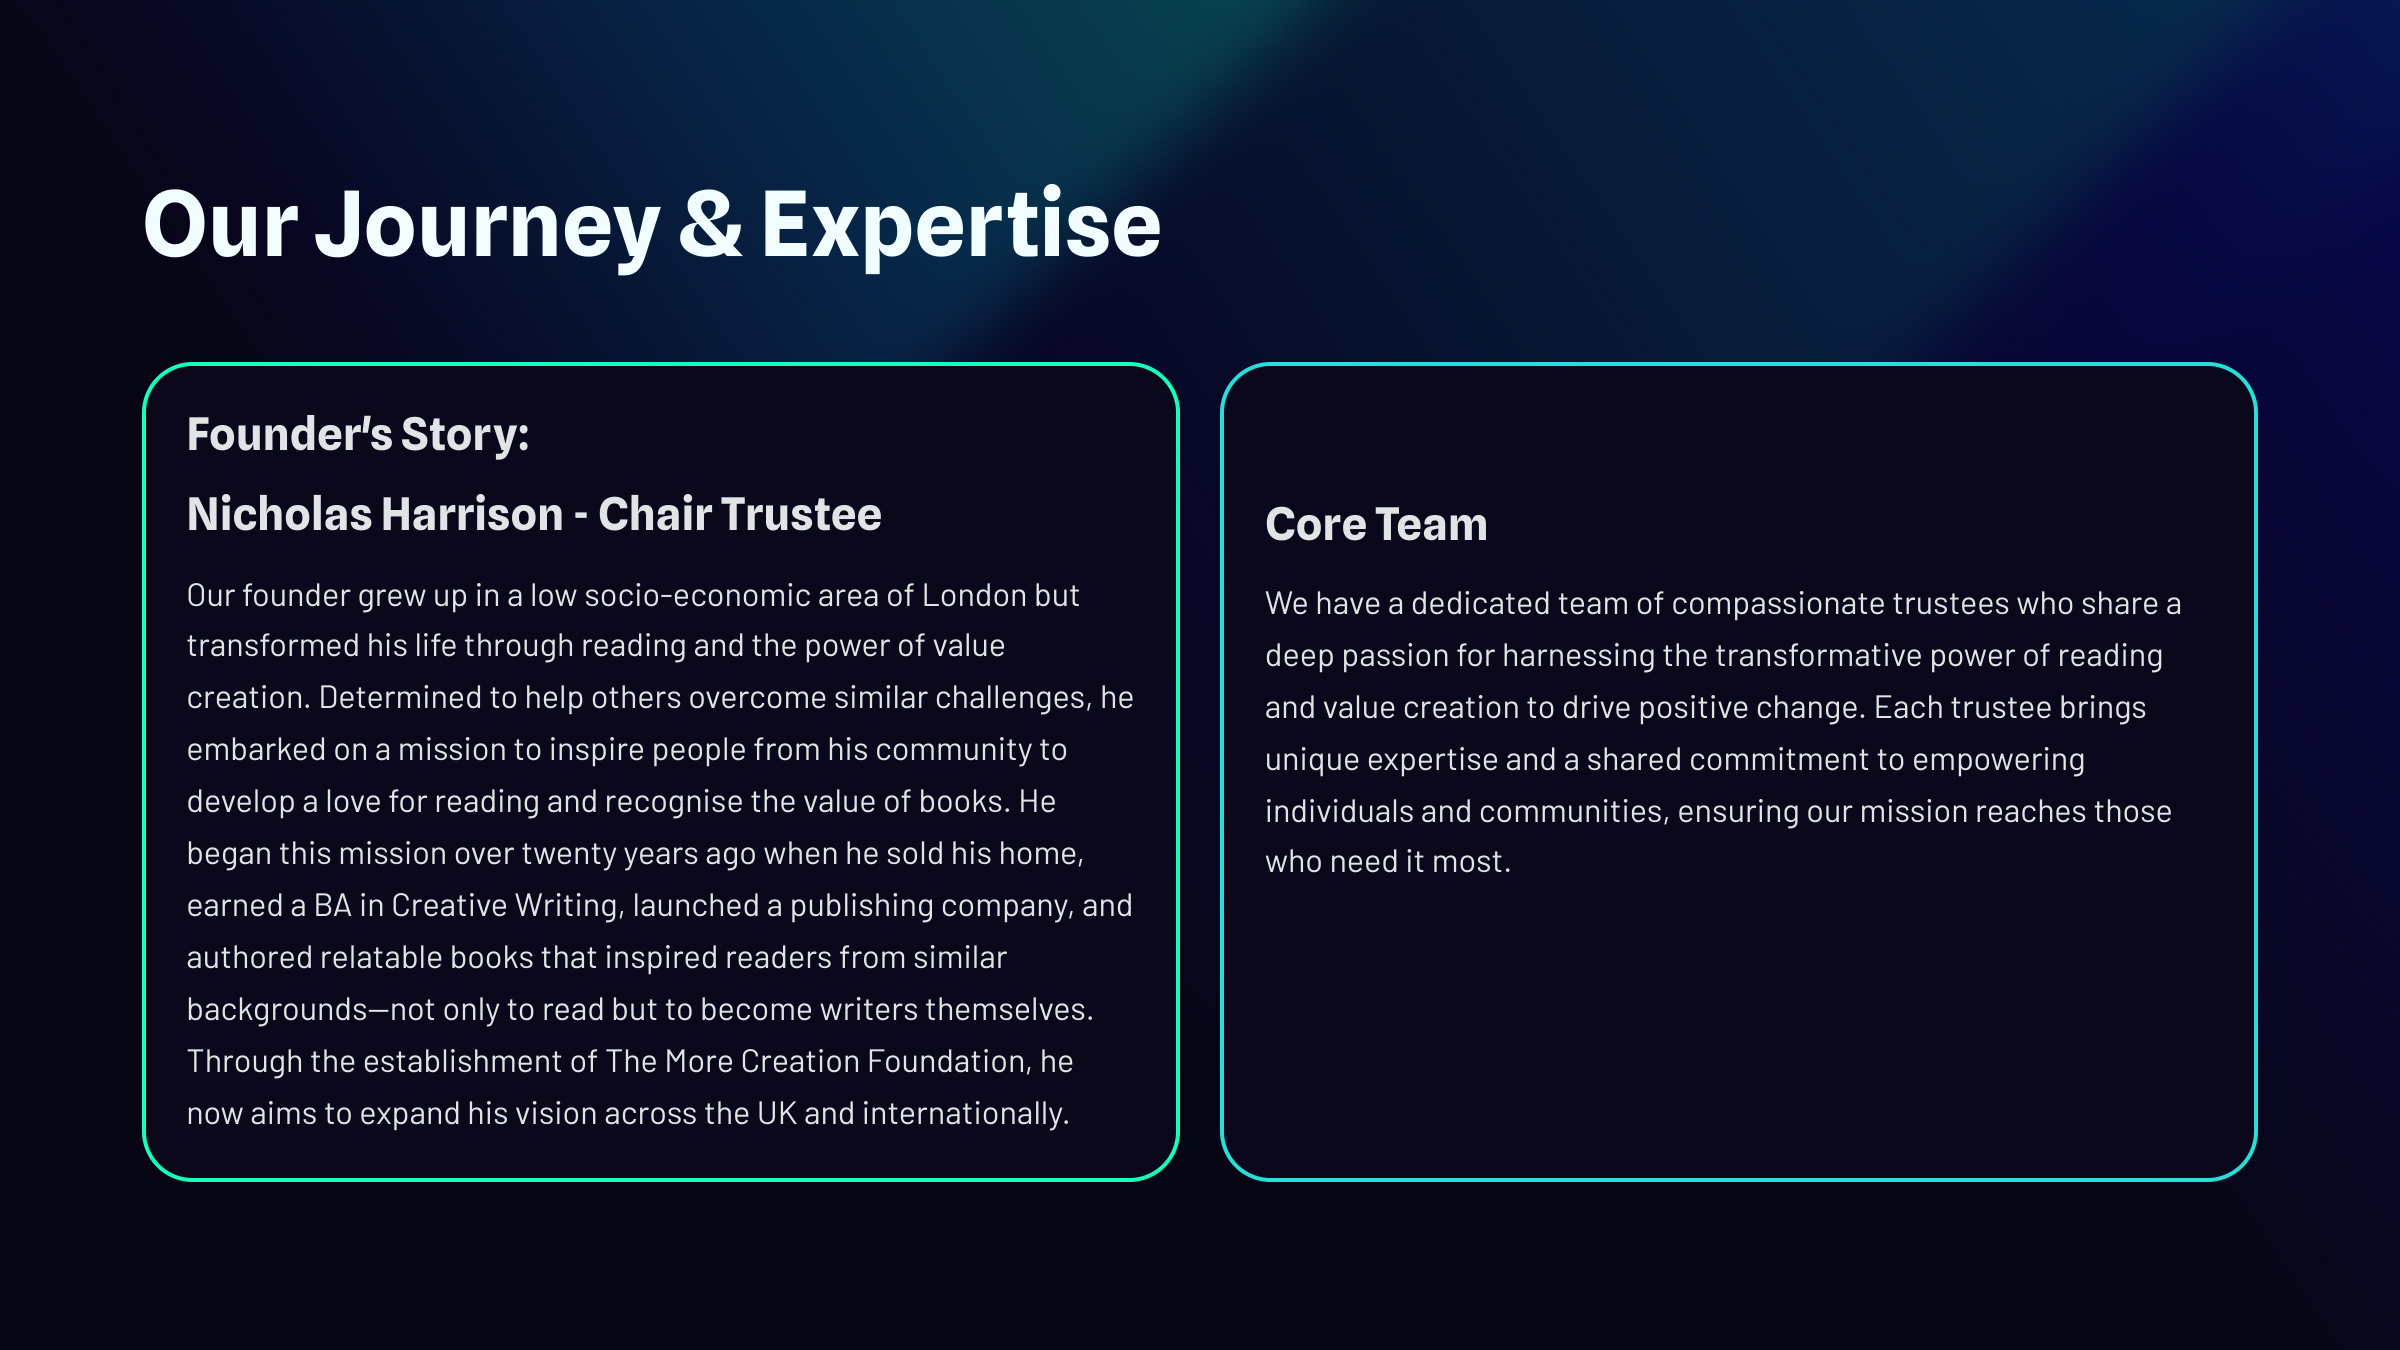 Our Journey & Expertise
Founder's Story:
Nicholas Harrison - Chair Trustee
Our founder grew up in a low socio-economic area of London but
transformed his life through reading and the power of value
creation. Determined to help others overcome similar challenges, he
embarked on a mission to inspire people from his community to
develop a love for reading and recognise the value of books. He
began this mission over twenty years ago when he sold his home,
earned a BA in Creative Writing, launched a publishing company, and
authored relatable books that inspired readers from similar
backgrounds—not only to read but to become writers themselves.
Through the establishment of The More Creation Foundation, he
now aims to expand his vision across the UK and internationally.
Core Team
We have a dedicated team of compassionate trustees who share a
deep passion for harnessing the transformative power of reading
and value creation to drive positive change. Each trustee brings
unique expertise and a shared commitment to empowering
individuals and communities, ensuring our mission reaches those
who need it most.